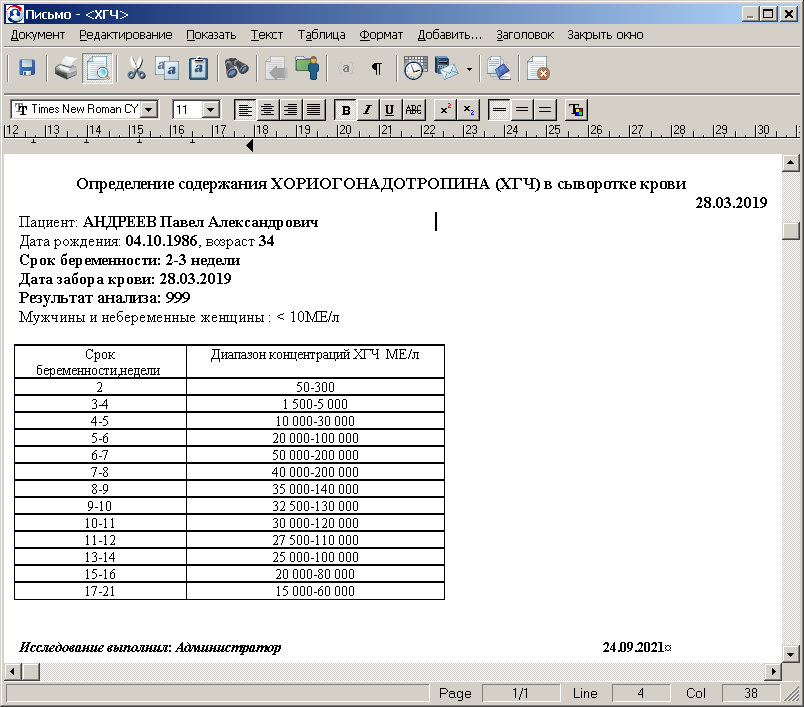 Письмо - <ХГЧ>
Документ Редактирование Показать Текст Таблица Формат Добавить... Заголовок Закрыть окно
Times New Roman CY 11 B I U ABC x² x₂
12 13 14 15 16 17 18 19 20 21 22 23 24 25 26 27 28 29 30
Определение содержания ХОРИОГОНАДОТРОПИНА (ХГЧ) в сыворотке крови
28.03.2019
Пациент: АНДРЕЕВ Павел Александрович
Дата рождения: 04.10.1986, возраст 34
Срок беременности: 2-3 недели
Дата забора крови: 28.03.2019
Результат анализа: 999
Мужчины и небеременные женщины : < 10МЕ/л
Срок беременности,недели Диапазон концентраций ХГЧ МЕ/л
2 50-300
3-4 1 500-5 000
4-5 10 000-30 000
5-6 20 000-100 000
6-7 50 000-200 000
7-8 40 000-200 000
8-9 35 000-140 000
9-10 32 500-130 000
10-11 30 000-120 000
11-12 27 500-110 000
13-14 25 000-100 000
15-16 20 000-80 000
17-21 15 000-60 000
Исследование выполнил: Администратор 24.09.2021¤
Page 1/1 Line 4 Col 38